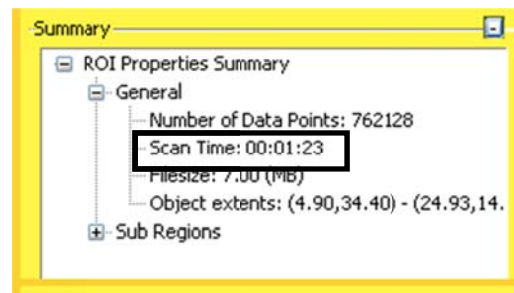 Summary
ROI Properties Summary
General
Number of Data Points: 762128
Scan Time: 00:01:23
Filesize: 7.00 (MB)
Object extents: (4.90,34.40) - (24.93,14.
Sub Regions